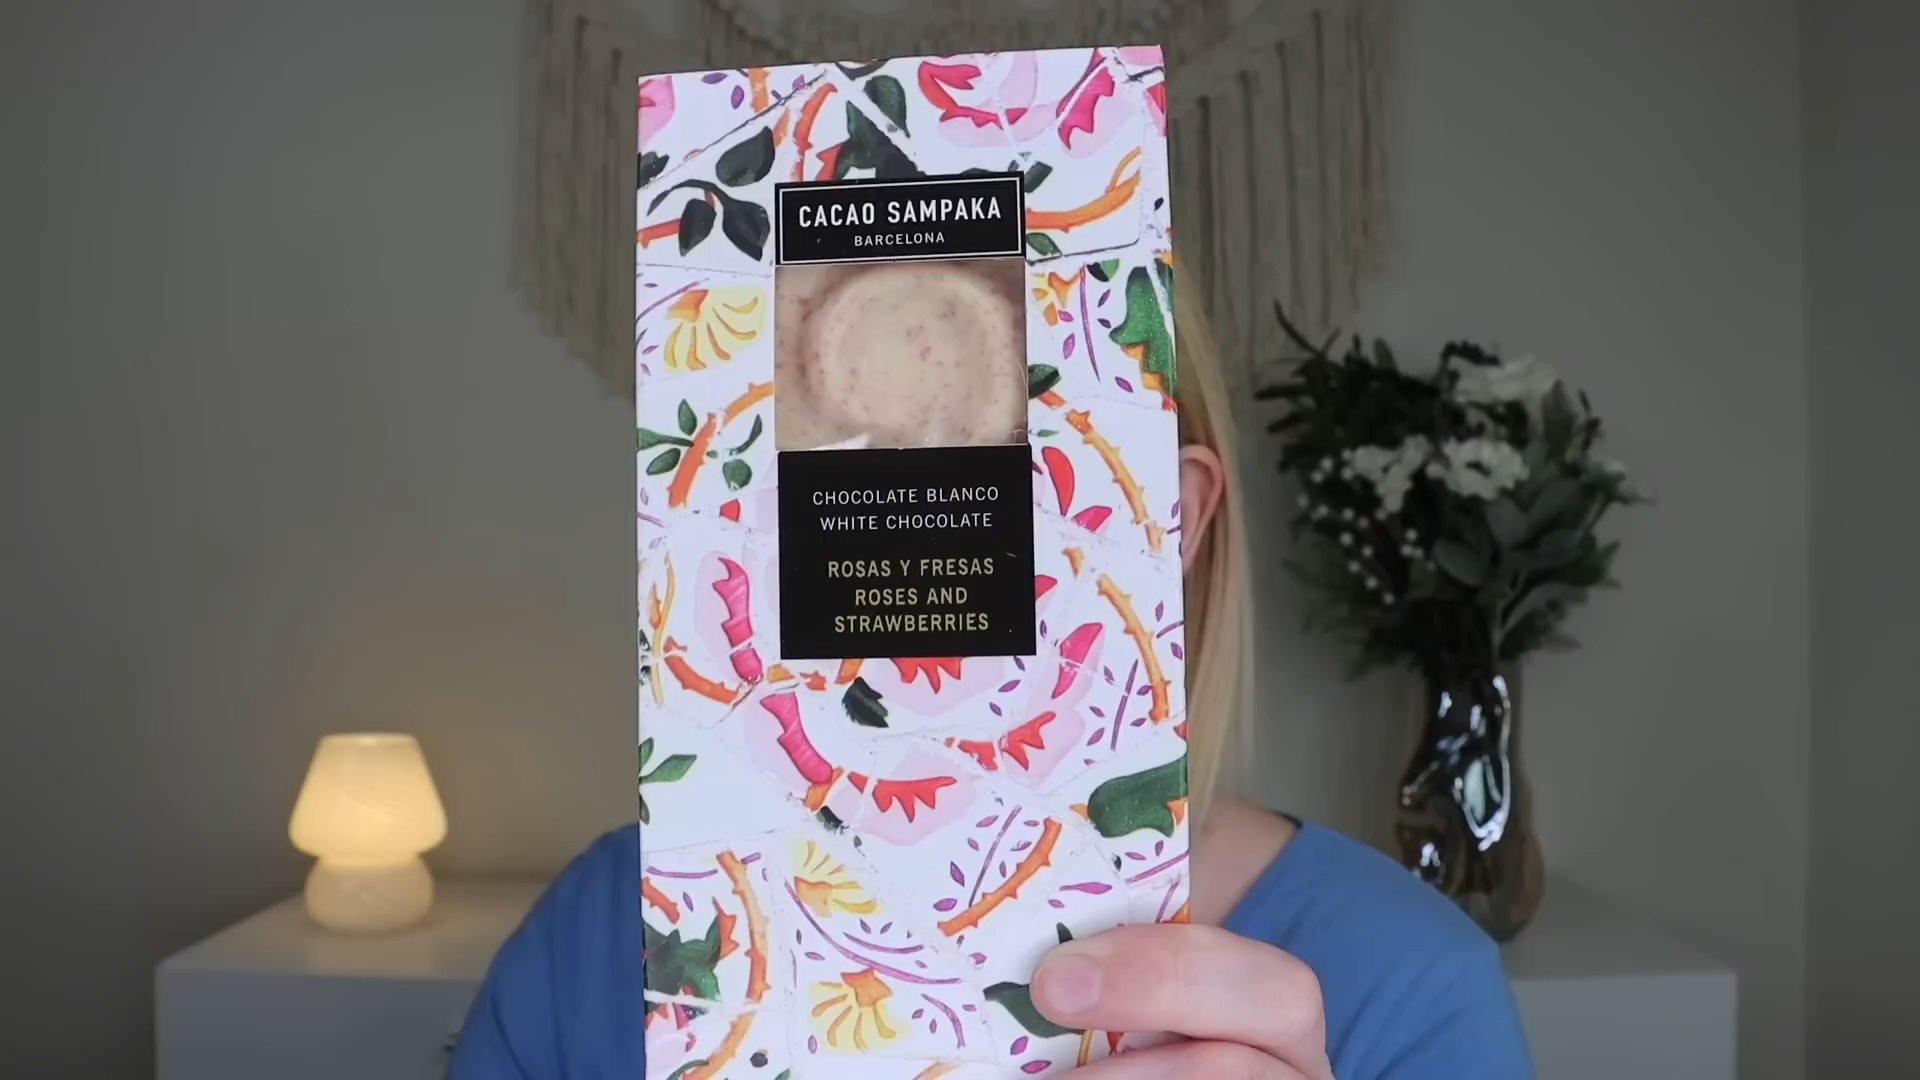 CACAO SAMPAKA
BARCELONA
CHOCOLATE BLANCO
WHITE CHOCOLATE
ROSAS Y FRESAS
ROSES AND
STRAWBERRIES